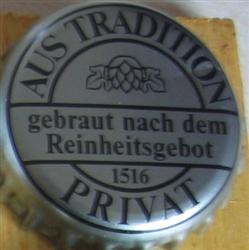 AUS TRADITION
gebraut nach dem
Reinheitsgebot
1516
PRIVAT